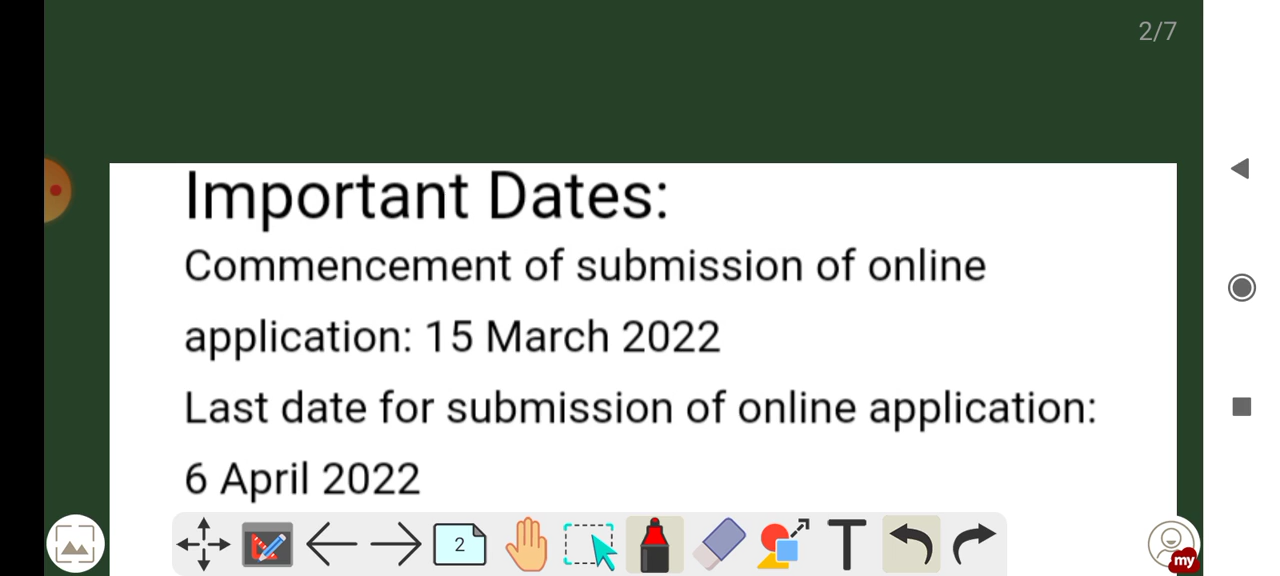 2/7
Important Dates:
Commencement of submission of online
application: 15 March 2022
Last date for submission of online application:
6 April 2022
2
T
my